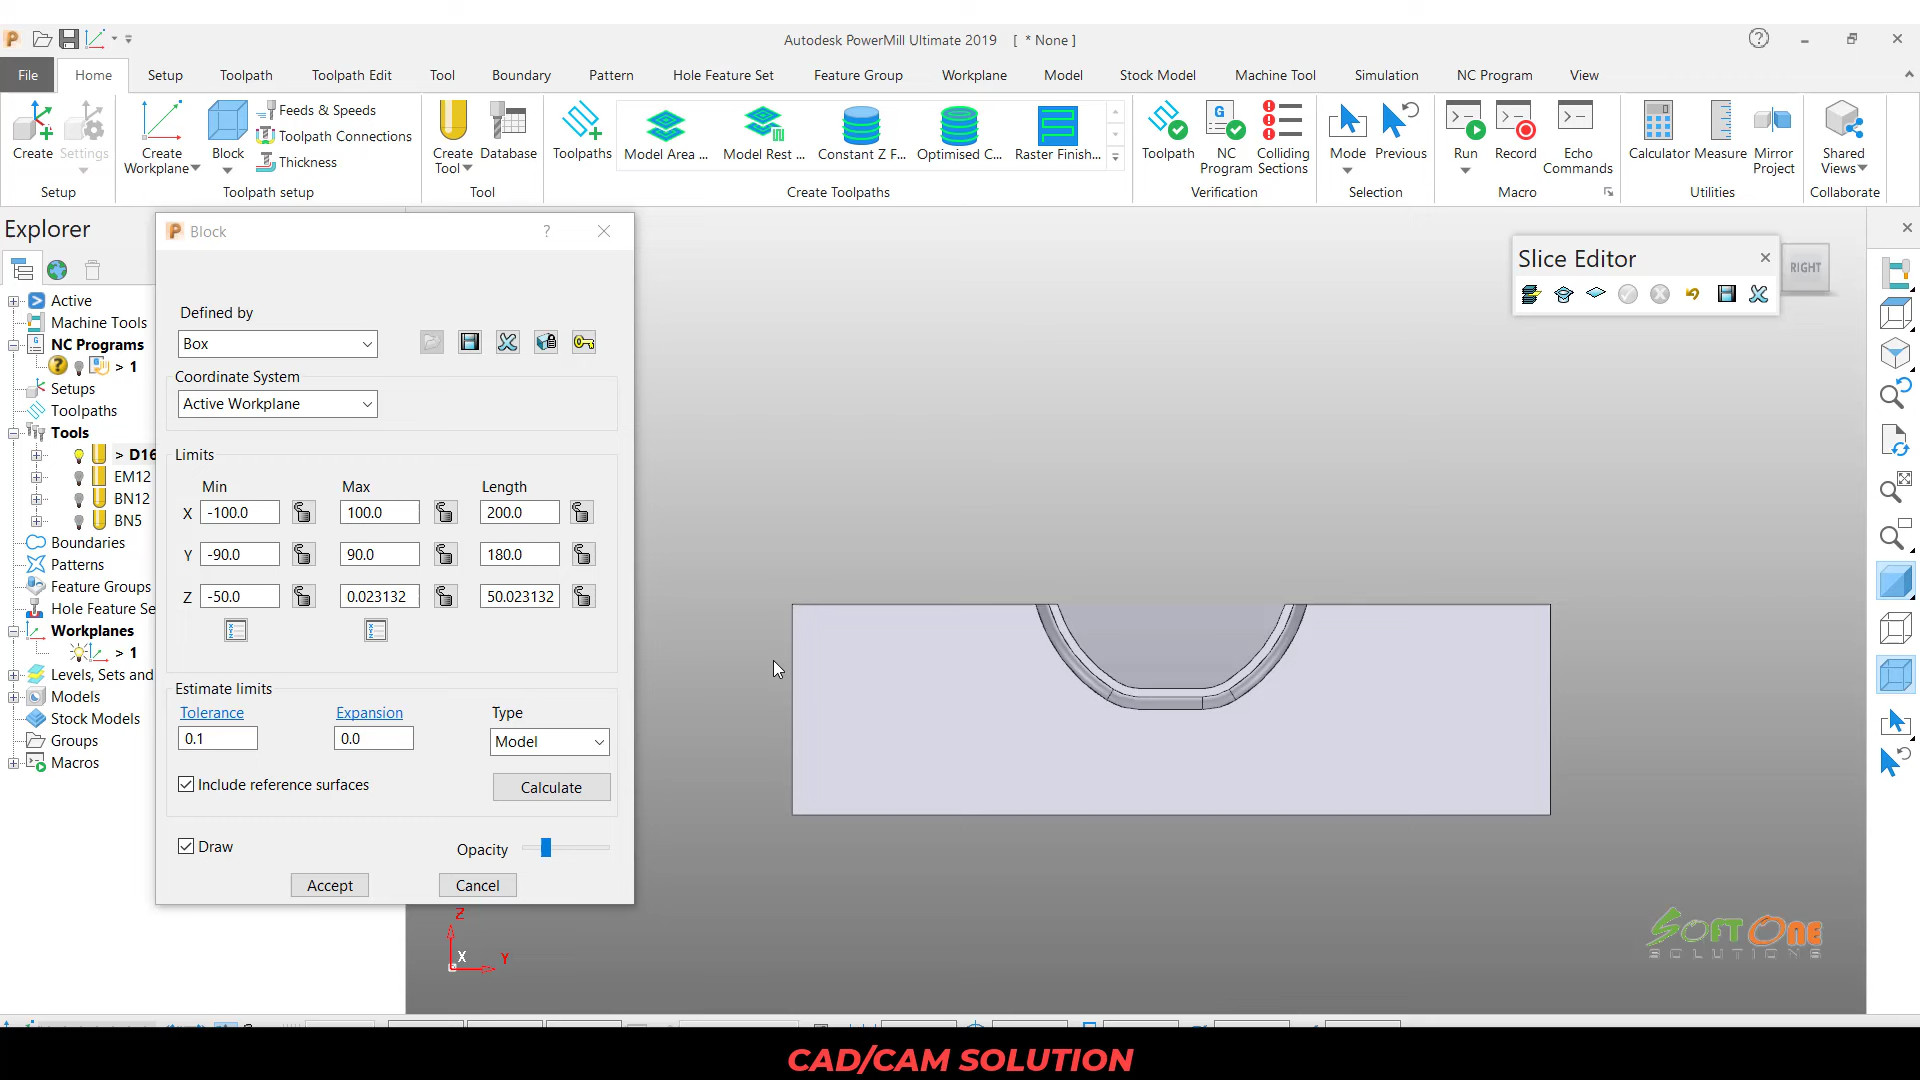 Autodesk PowerMill Ultimate 2019 [ * None ]
File Home Setup Toolpath Toolpath Edit Tool Boundary Pattern Hole Feature Set Feature Group Workplane Model Stock Model Machine Tool Simulation NC Program View
Create
Settings
Setup
Create
Workplane
Block
Feeds & Speeds
Toolpath Connections
Thickness
Toolpath setup
Create
Tool
Database
Tool
Toolpaths
Model Area ...
Model Rest ...
Constant Z F...
Optimised C...
Raster Finish...
Create Toolpaths
Toolpath
NC
Program
Colliding
Sections
Verification
Mode
Previous
Selection
Run
Record
Echo
Commands
Macro
Calculator
Measure
Mirror
Project
Utilities
Shared
Views
Collaborate
Explorer
Active
Machine Tools
NC Programs
> 1
Setups
Toolpaths
Tools
> D16
EM12
BN12
BN5
Boundaries
Patterns
Feature Groups
Hole Feature Se
Workplanes
> 1
Levels, Sets and
Models
Stock Models
Groups
Macros
Block
?
Defined by
Box
Coordinate System
Active Workplane
Limits
Min Max Length
X -100.0 100.0 200.0
Y -90.0 90.0 180.0
Z -50.0 0.023132 50.023132
Estimate limits
Tolerance Expansion Type
0.1 0.0 Model
Include reference surfaces
Calculate
Draw
Opacity
Accept Cancel
Slice Editor
RIGHT
Z
X
Y
SOFTONE
SOLUTIONS
CAD/CAM SOLUTION